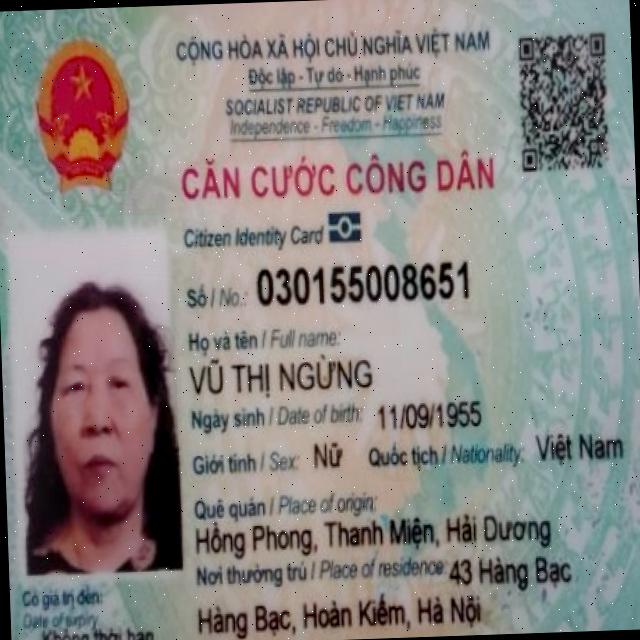 CỘNG HÒA XÃ HỘI CHỦ NGHĨA VIỆT NAM
Độc lập - Tự do - Hạnh phúc
SOCIALIST REPUBLIC OF VIET NAM
Independence - Freedom - Happiness
CĂN CƯỚC CÔNG DÂN
Citizen Identity Card
Số / No.: 030155008651
Họ và tên / Full name:
VŨ THỊ NGỪNG
Ngày sinh / Date of birth: 11/09/1955
Giới tính / Sex: Nữ Quốc tịch / Nationality: Việt Nam
Quê quán / Place of origin:
Hồng Phong, Thanh Miện, Hải Dương
Nơi thường trú / Place of residence: 43 Hàng Bạc
Hàng Bạc, Hoàn Kiếm, Hà Nội
Có giá trị đến:
Date of expiry
Không thời hạn